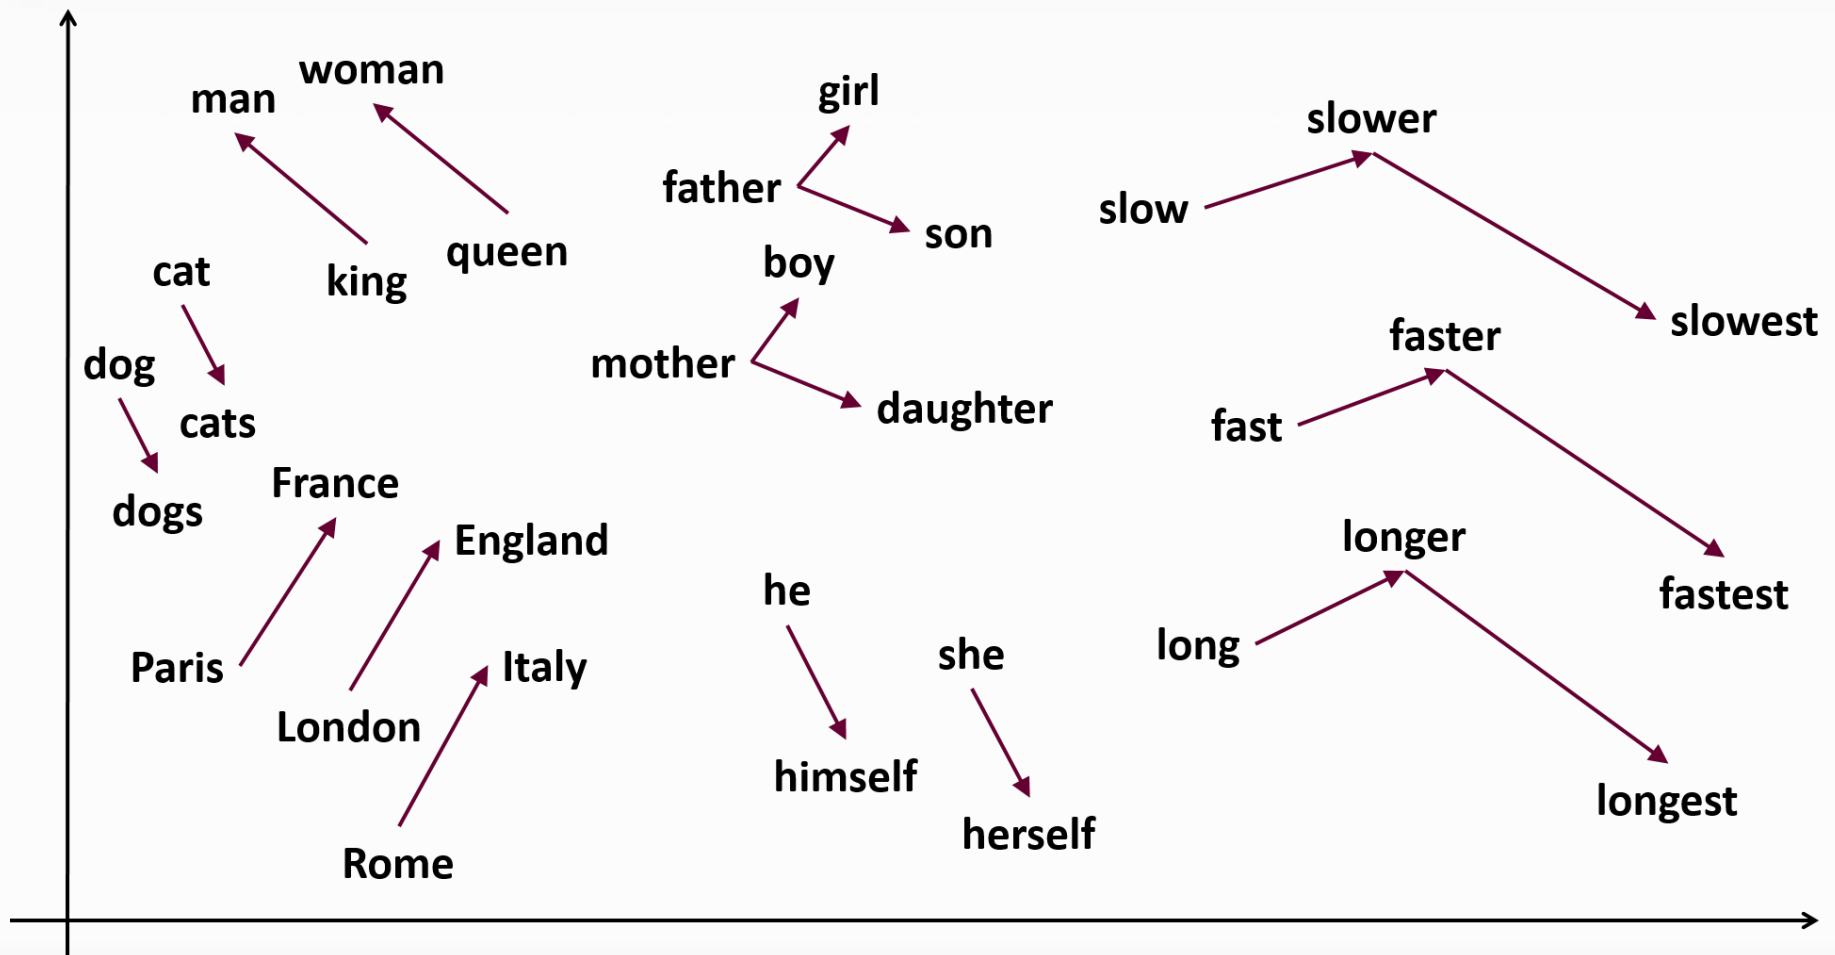 woman
man
girl
slower
father
slow
son
queen
boy
cat
king
slowest
faster
dog
mother
daughter
cats
fast
France
dogs
England
longer
he
fastest
long
she
Italy
Paris
London
himself
longest
herself
Rome